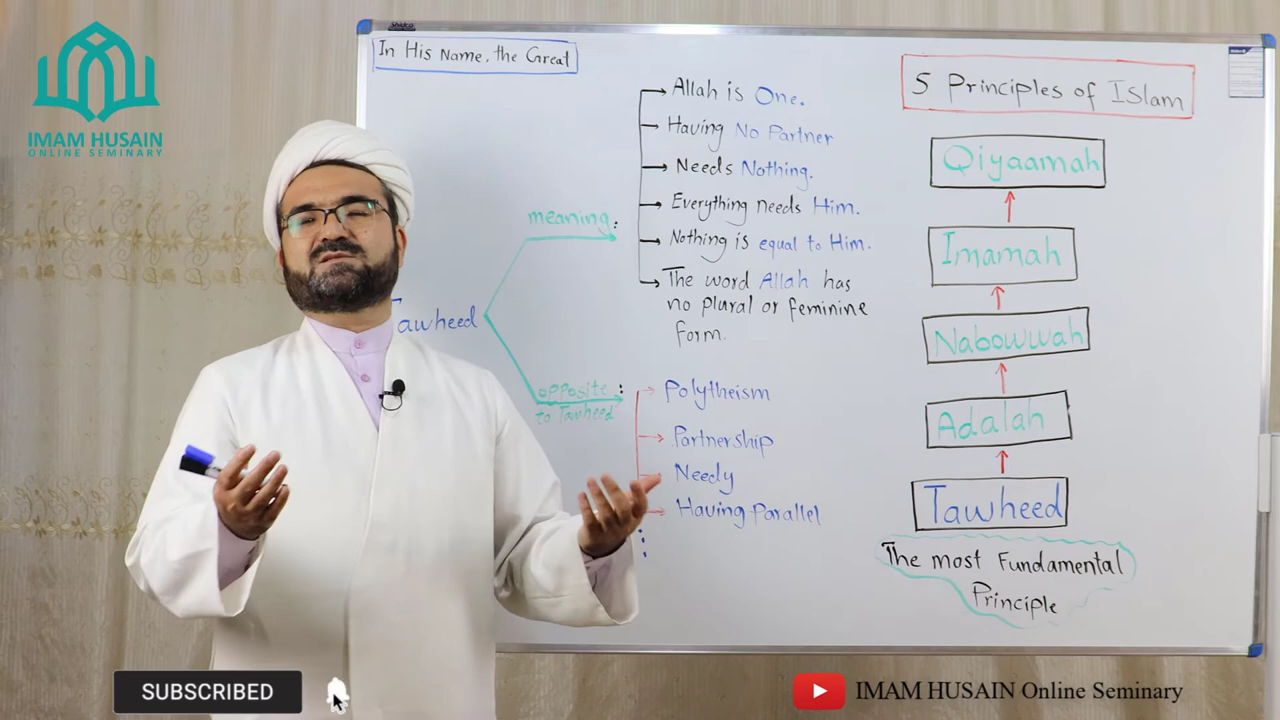 IMAM HUSAIN
ONLINE SEMINARY
In His Name, the Great
Tawheed
meaning:
Allah is One.
Having No Partner
Needs Nothing.
Everything needs Him.
Nothing is equal to Him.
The word Allah has
no plural or feminine
form.
opposite :
to Tawheed
Polytheism
Partnership
Needy
Having Parallel
5 Principles of ISlam
Qiyaamah
Imamah
Nabowwah
Adalah
Tawheed
The most Fundamental
Principle
SUBSCRIBED
IMAM HUSAIN Online Seminary